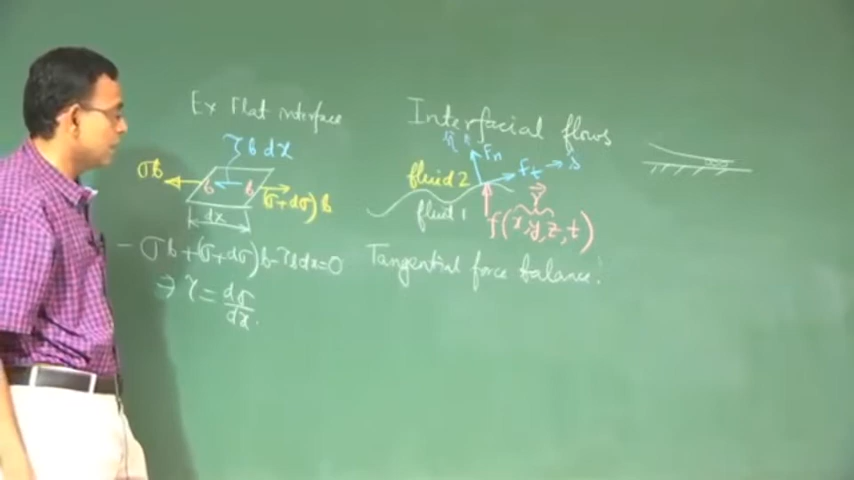 Ex Flat interface
τ b dx
σb
b
b
(σ+dσ) b
dx
- σb + (σ+dσ) b - τb dx = 0
⇒ τ = dσ/dx.
Interfacial flows
n Fn
Ft → s
fluid 2
fluid 1
r
f(x, y, z, t)
Tangential force balance: